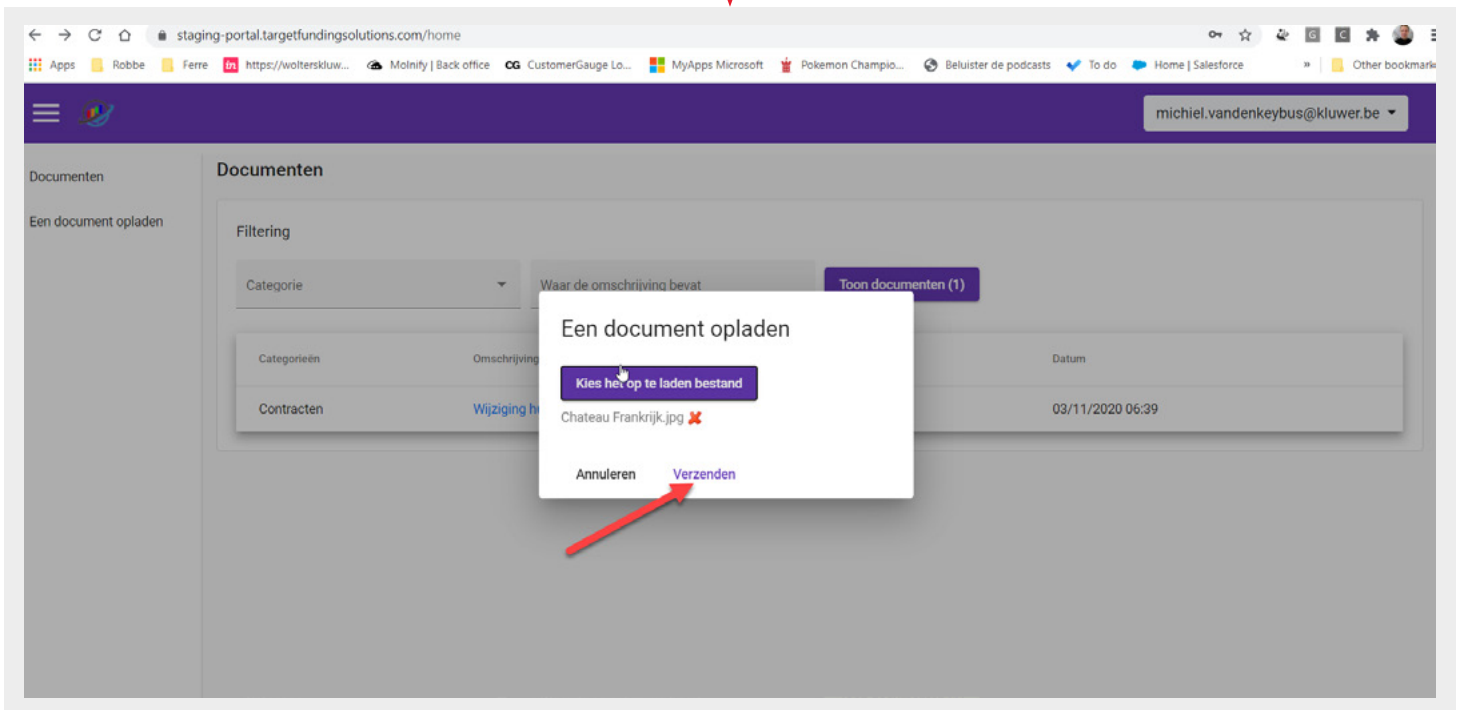 staging-portal.targetfundingsolutions.com/home
G C
Apps Robbe Ferre in https://wolterskluw... Molnify | Back office CG CustomerGauge Lo... MyApps Microsoft Pokemon Champio... Beluister de podcasts To do Home | Salesforce » Other bookmark
michiel.vandenkeybus@kluwer.be
Documenten
Documenten
Een document opladen
Filtering
Categorie Waar de omschrijving bevat Toon documenten (1)
Een document opladen
Categorieën Omschrijving Datum
Kies het op te laden bestand
Contracten Wijziging 03/11/2020 06:39
Chateau Frankrijk.jpg
Annuleren Verzenden